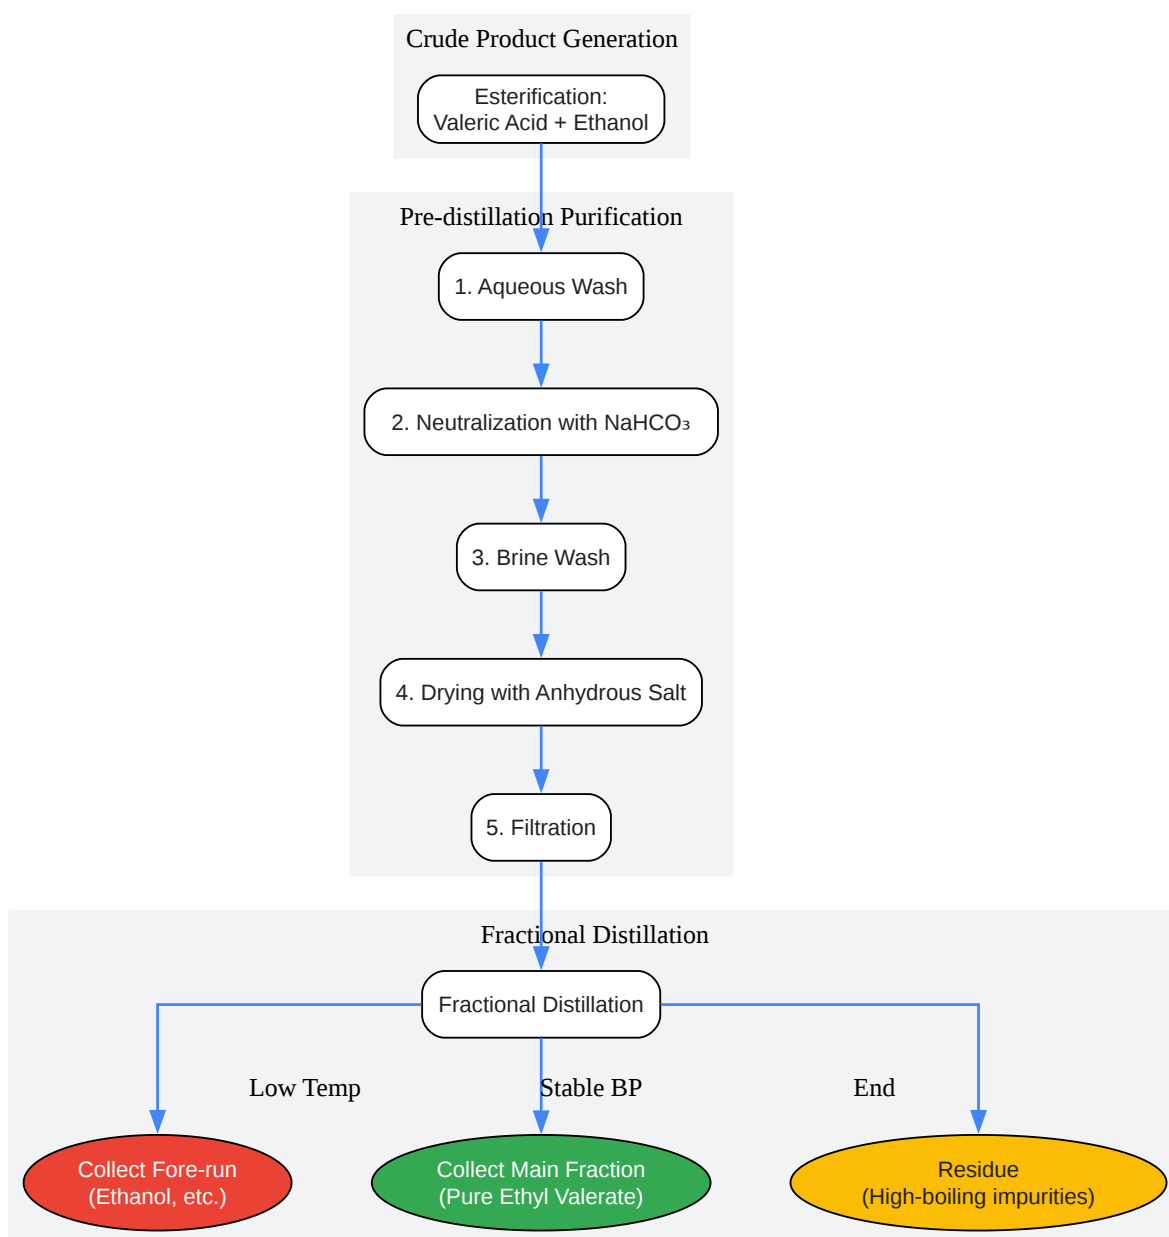 Crude Product Generation
Esterification:
Valeric Acid + Ethanol
Pre-distillation Purification
1. Aqueous Wash
2. Neutralization with NaHCO₃
3. Brine Wash
4. Drying with Anhydrous Salt
5. Filtration
Fractional Distillation
Fractional Distillation
Low Temp
Stable BP
End
Collect Fore-run
(Ethanol, etc.)
Collect Main Fraction
(Pure Ethyl Valerate)
Residue
(High-boiling impurities)